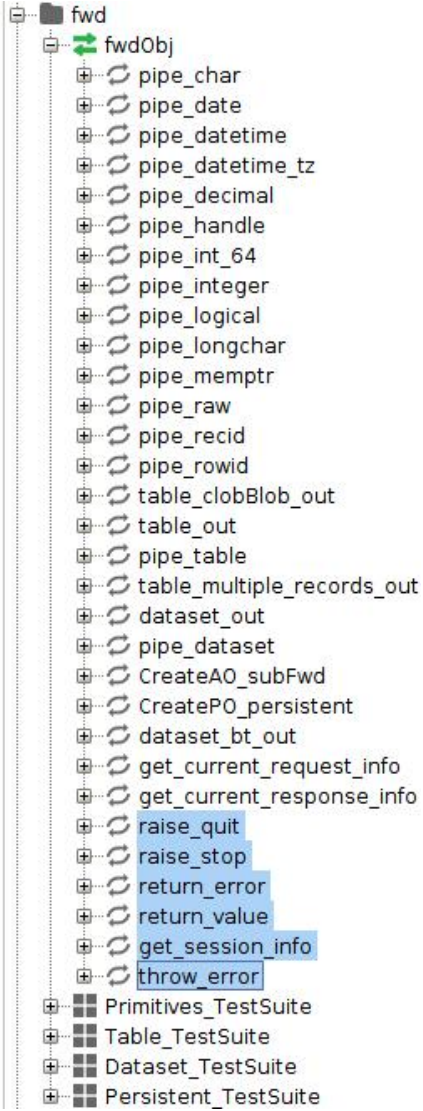 fwd
fwdObj
pipe_char
pipe_date
pipe_datetime
pipe_datetime_tz
pipe_decimal
pipe_handle
pipe_int_64
pipe_integer
pipe_logical
pipe_longchar
pipe_memptr
pipe_raw
pipe_recid
pipe_rowid
table_clobBlob_out
table_out
pipe_table
table_multiple_records_out
dataset_out
pipe_dataset
CreateAO_subFwd
CreatePO_persistent
dataset_bt_out
get_current_request_info
get_current_response_info
raise_quit
raise_stop
return_error
return_value
get_session_info
throw_error
Primitives_TestSuite
Table_TestSuite
Dataset_TestSuite
Persistent_TestSuite